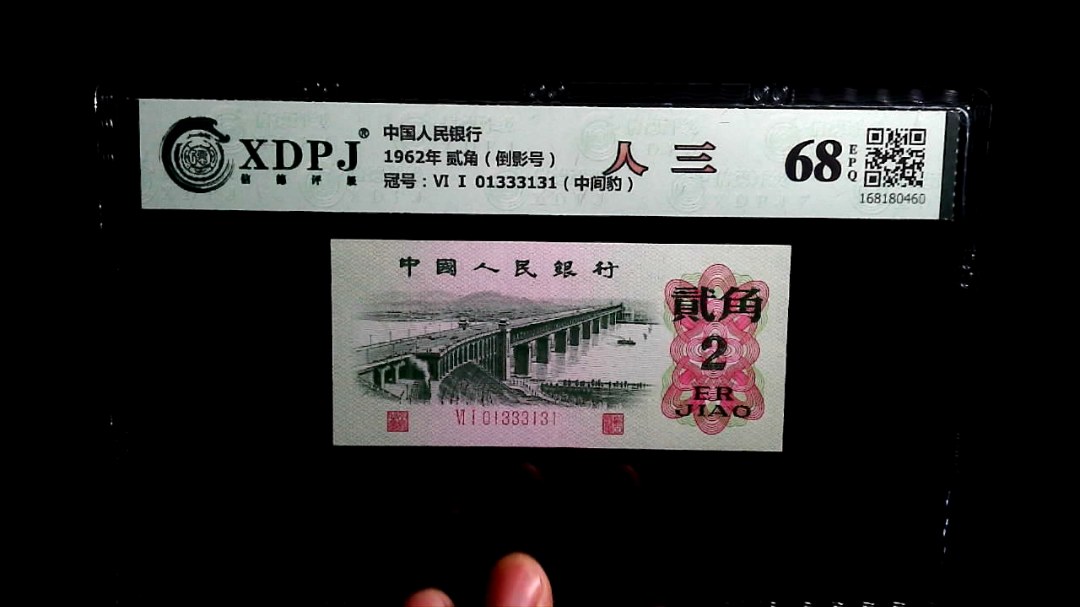 XDPJ®
信德评级
中国人民银行
1962年 贰角（倒影号）
冠号：VI I 01333131（中间豹）
人三
68
EPQ
168180460
中國人民銀行
貳角
2
ER
JIAO
VI I 01333131